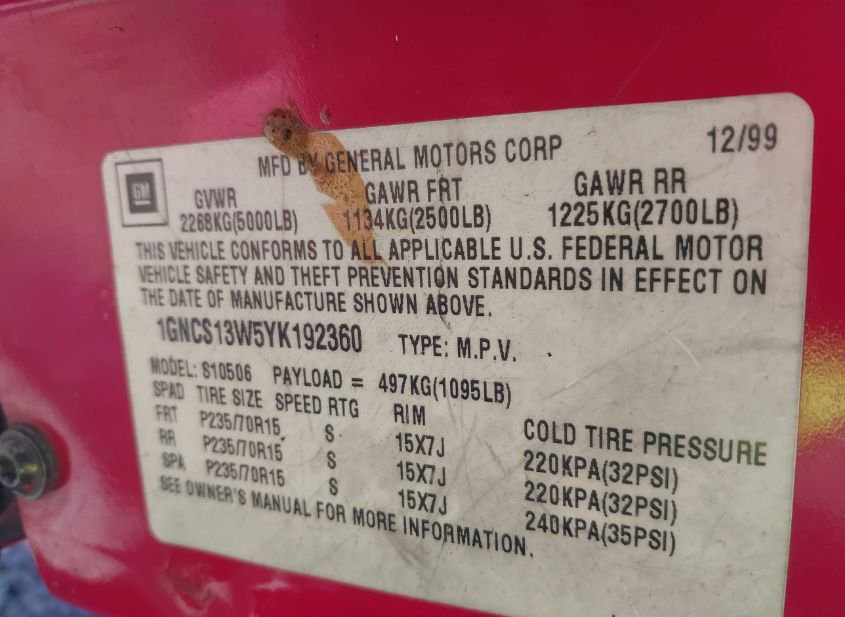 MFD BY GENERAL MOTORS CORP 12/99
GM
GVWR GAWR FRT GAWR RR
2268KG(5000LB) 1134KG(2500LB) 1225KG(2700LB)
THIS VEHICLE CONFORMS TO ALL APPLICABLE U.S. FEDERAL MOTOR
VEHICLE SAFETY AND THEFT PREVENTION STANDARDS IN EFFECT ON
THE DATE OF MANUFACTURE SHOWN ABOVE.
1GNCS13W5YK192360 TYPE: M.P.V.
MODEL: S10506 PAYLOAD = 497KG(1095LB)
SPAD TIRE SIZE SPEED RTG RIM COLD TIRE PRESSURE
FRT P235/70R15 S 15X7J 220KPA(32PSI)
RR P235/70R15 S 15X7J 220KPA(32PSI)
SPA P235/70R15 S 15X7J 240KPA(35PSI)
SEE OWNER'S MANUAL FOR MORE INFORMATION.